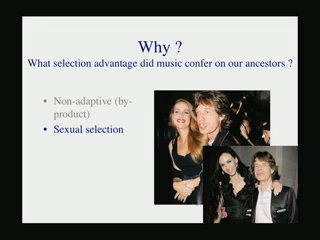 Why ?
What selection advantage did music confer on our ancestors ?
• Non-adaptive (by-
product)
• Sexual selection